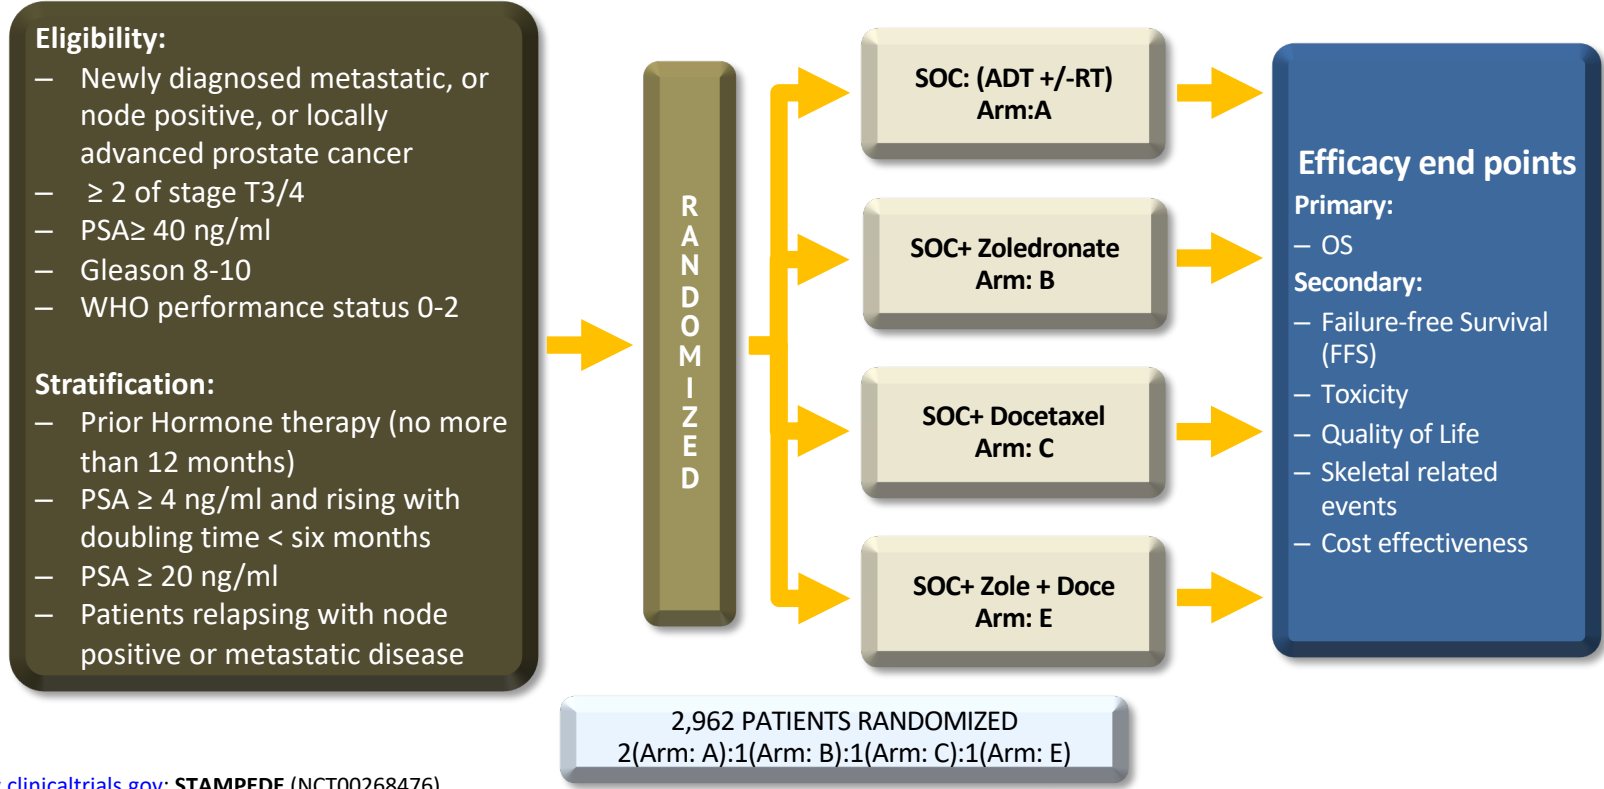 Eligibility:
– Newly diagnosed metastatic, or
node positive, or locally
advanced prostate cancer
– ≥ 2 of stage T3/4
– PSA≥ 40 ng/ml
– Gleason 8-10
– WHO performance status 0-2
Stratification:
– Prior Hormone therapy (no more
than 12 months)
– PSA ≥ 4 ng/ml and rising with
doubling time < six months
– PSA ≥ 20 ng/ml
– Patients relapsing with node
positive or metastatic disease
R
A
N
D
O
M
I
Z
E
D
SOC: (ADT +/-RT)
Arm:A
SOC+ Zoledronate
Arm: B
SOC+ Docetaxel
Arm: C
SOC+ Zole + Doce
Arm: E
Efficacy end points
Primary:
– OS
Secondary:
– Failure-free Survival
(FFS)
– Toxicity
– Quality of Life
– Skeletal related
events
– Cost effectiveness
2,962 PATIENTS RANDOMIZED
2(Arm: A):1(Arm: B):1(Arm: C):1(Arm: E)
clinicaltrials.gov: STAMPEDE (NCT00268476)